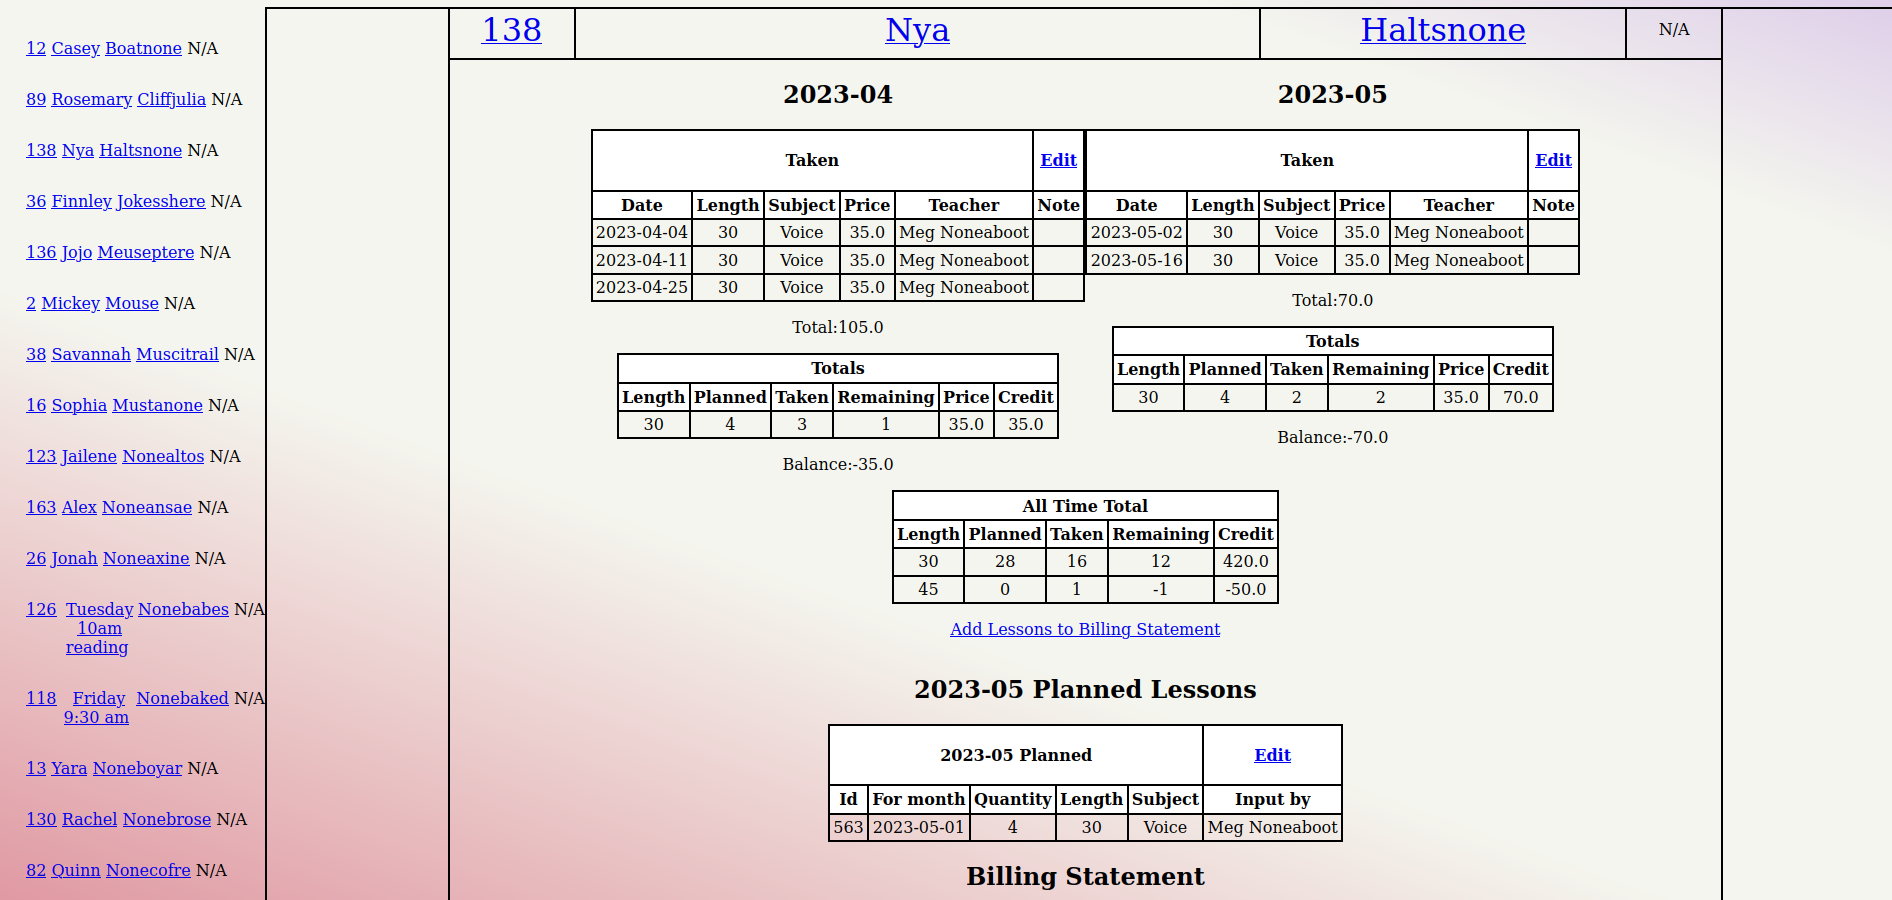 12 Casey Boatnone N/A
89 Rosemary Cliffjulia N/A
138 Nya Haltsnone N/A
36 Finnley Jokesshere N/A
136 Jojo Meuseptere N/A
2 Mickey Mouse N/A
38 Savannah Muscitrail N/A
16 Sophia Mustanone N/A
123 Jailene Nonealtos N/A
163 Alex Noneansae N/A
26 Jonah Noneaxine N/A
126 Tuesday Nonebabes N/A
10am
reading
118 Friday Nonebaked N/A
9:30 am
13 Yara Noneboyar N/A
130 Rachel Nonebrose N/A
82 Quinn Nonecofre N/A
138 Nya Haltsnone N/A
2023-04
Taken Edit
Date Length Subject Price Teacher Note
2023-04-04 30 Voice 35.0 Meg Noneaboot
2023-04-11 30 Voice 35.0 Meg Noneaboot
2023-04-25 30 Voice 35.0 Meg Noneaboot
Total:105.0
Totals
Length Planned Taken Remaining Price Credit
30 4 3 1 35.0 35.0
Balance:-35.0
2023-05
Taken Edit
Date Length Subject Price Teacher Note
2023-05-02 30 Voice 35.0 Meg Noneaboot
2023-05-16 30 Voice 35.0 Meg Noneaboot
Total:70.0
Totals
Length Planned Taken Remaining Price Credit
30 4 2 2 35.0 70.0
Balance:-70.0
All Time Total
Length Planned Taken Remaining Credit
30 28 16 12 420.0
45 0 1 -1 -50.0
Add Lessons to Billing Statement
2023-05 Planned Lessons
2023-05 Planned Edit
Id For month Quantity Length Subject Input by
563 2023-05-01 4 30 Voice Meg Noneaboot
Billing Statement